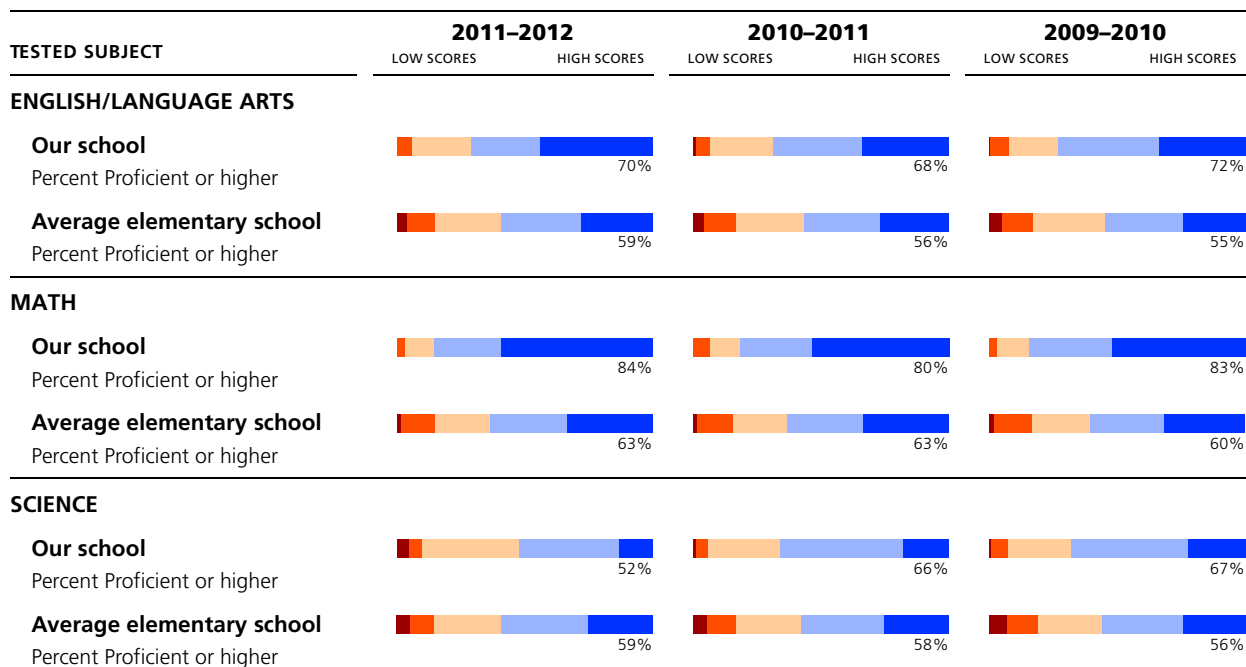 TESTED SUBJECT
2011–2012 2010–2011 2009–2010
LOW SCORES HIGH SCORES LOW SCORES HIGH SCORES LOW SCORES HIGH SCORES
ENGLISH/LANGUAGE ARTS
Our school
70% 68% 72%
Percent Proficient or higher
Average elementary school
59% 56% 55%
Percent Proficient or higher
MATH
Our school
84% 80% 83%
Percent Proficient or higher
Average elementary school
63% 63% 60%
Percent Proficient or higher
SCIENCE
Our school
52% 66% 67%
Percent Proficient or higher
Average elementary school
59% 58% 56%
Percent Proficient or higher